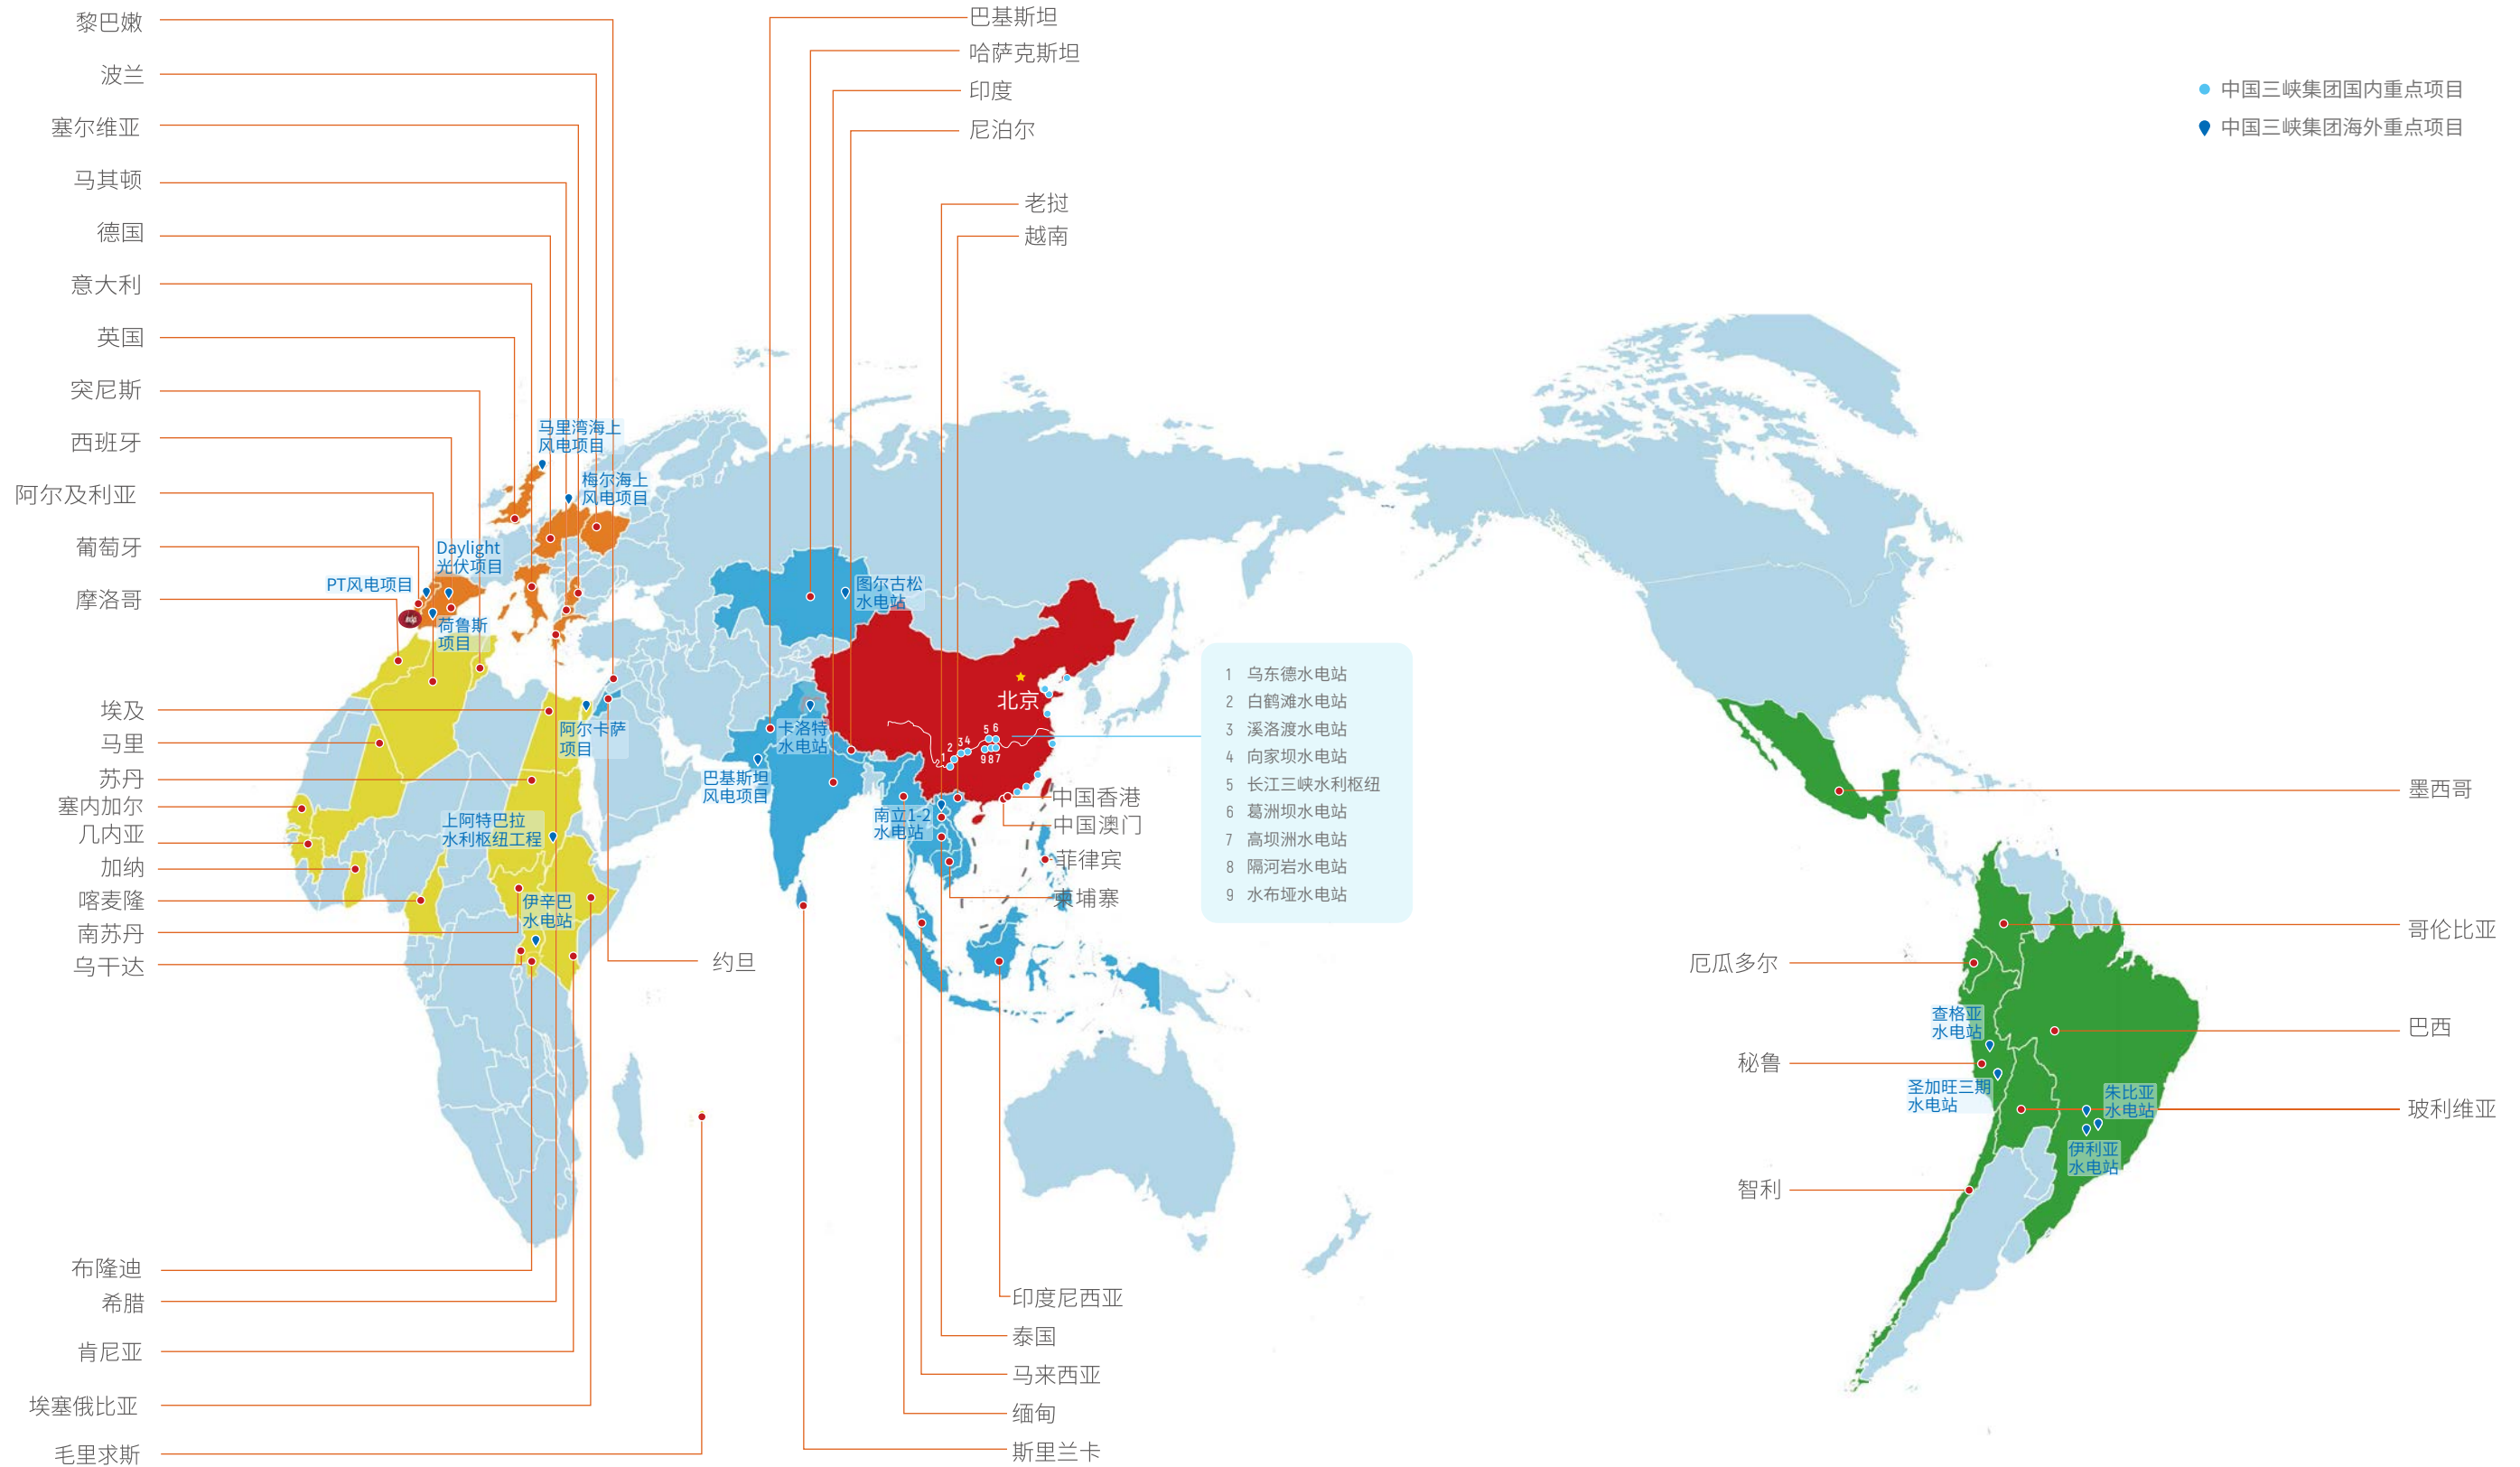 黎巴嫩
波兰
塞尔维亚
马其顿
德国
意大利
英国
突尼斯
西班牙
阿尔及利亚
葡萄牙
摩洛哥
埃及
马里
苏丹
塞内加尔
几内亚
加纳
喀麦隆
南苏丹
乌干达
布隆迪
希腊
肯尼亚
埃塞俄比亚
毛里求斯
巴基斯坦
哈萨克斯坦
印度
尼泊尔
老挝
越南
中国三峡集团国内重点项目
中国三峡集团海外重点项目
马里湾海上
风电项目
梅尔海上
风电项目
Daylight
光伏项目
PT风电项目
荷鲁斯
项目
阿尔卡萨
项目
上阿特巴拉
水利枢纽工程
伊辛巴
水电站
约旦
图尔古松
水电站
卡洛特
水电站
巴基斯坦
风电项目
南立1-2
水电站
北京
1
2
3
4
5
6
9
8
7
中国香港
中国澳门
菲律宾
柬埔寨
1 乌东德水电站
2 白鹤滩水电站
3 溪洛渡水电站
4 向家坝水电站
5 长江三峡水利枢纽
6 葛洲坝水电站
7 高坝洲水电站
8 隔河岩水电站
9 水布垭水电站
印度尼西亚
泰国
马来西亚
缅甸
斯里兰卡
墨西哥
哥伦比亚
厄瓜多尔
查格亚
水电站
巴西
秘鲁
圣加旺三期
水电站
朱比亚
水电站
玻利维亚
伊利亚
水电站
智利